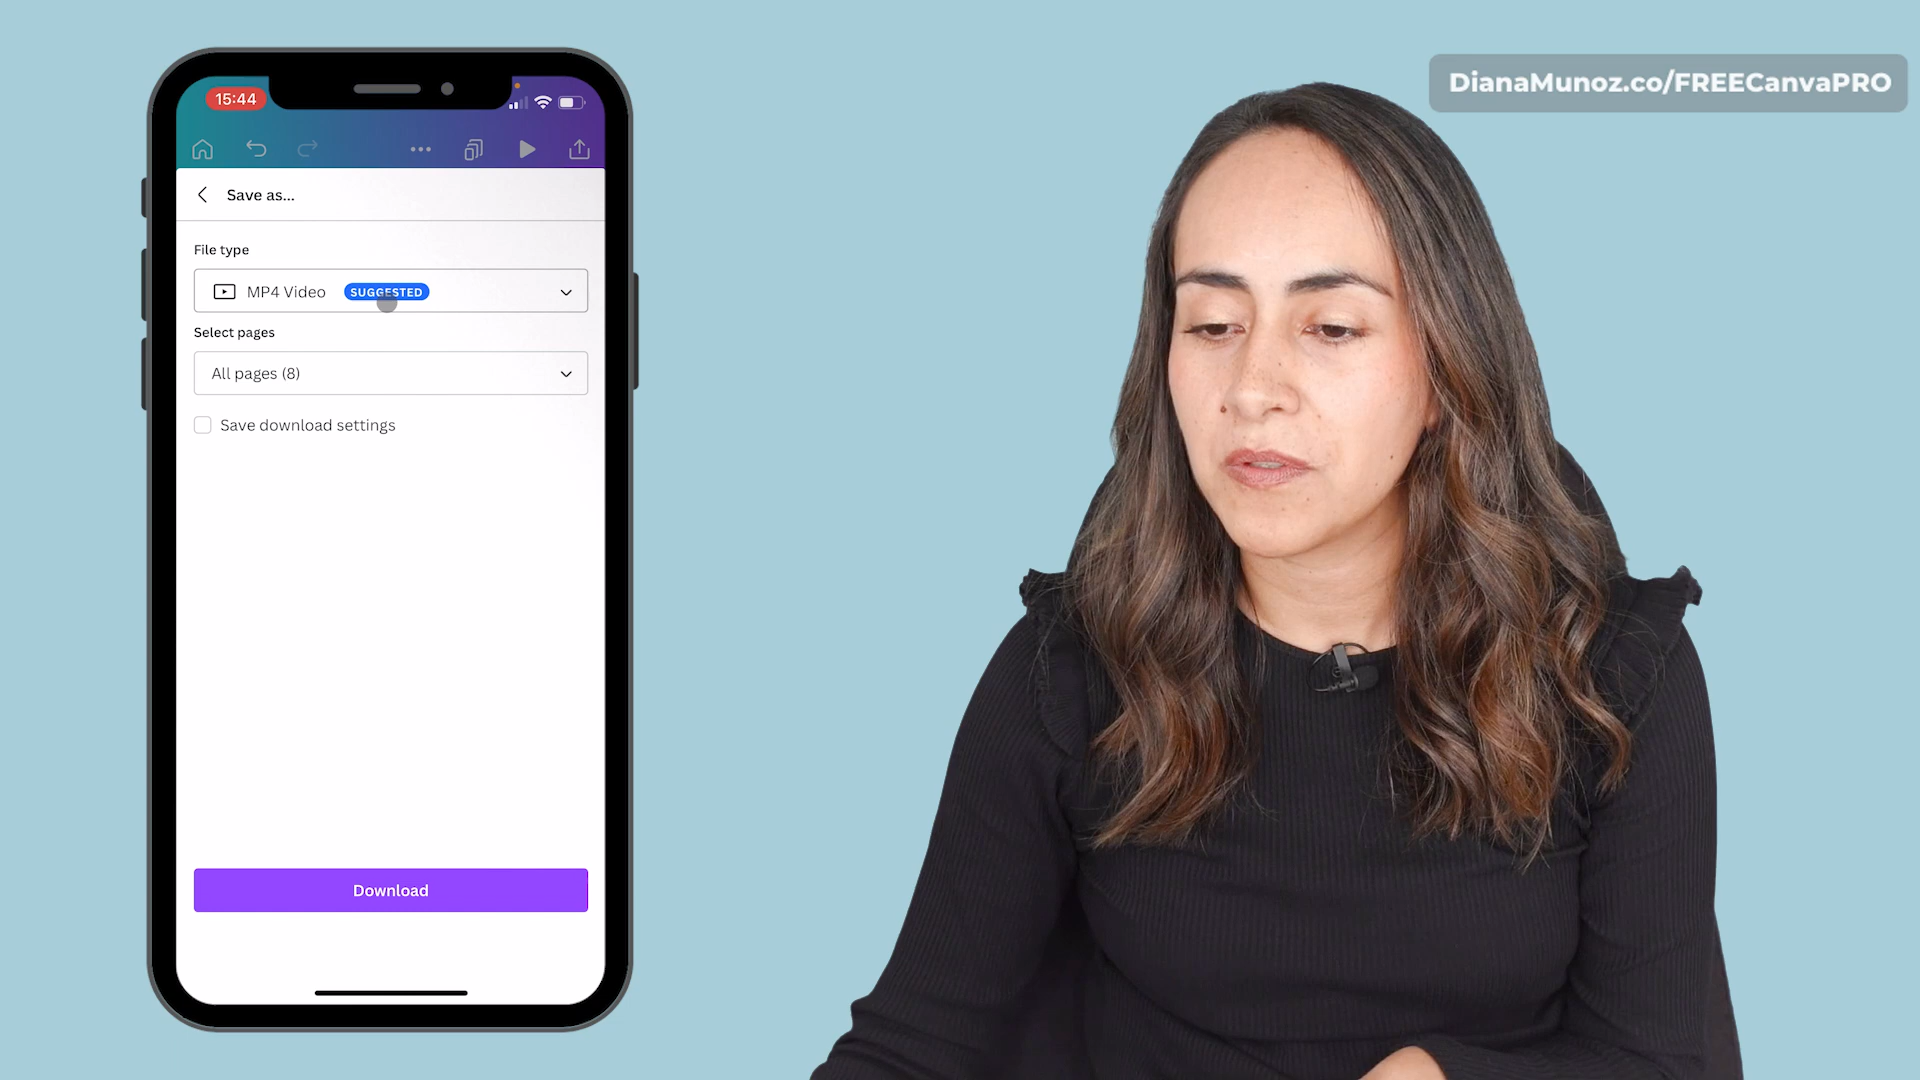 DianaMunoz.co/FREECanvaPRO
15:44
Save as...
File type
MP4 Video SUGGESTED
Select pages
All pages (8)
Save download settings
Download